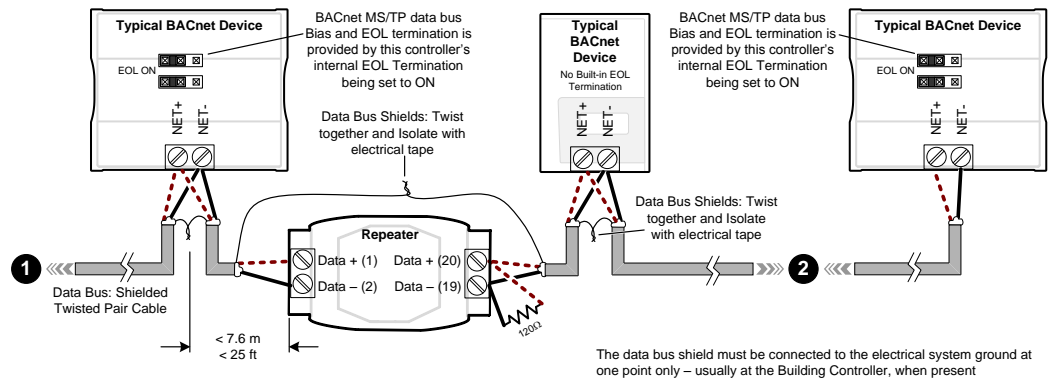 Typical BACnet Device
EOL ON
NET+ NET-
BACnet MS/TP data bus
Bias and EOL termination is
provided by this controller's
internal EOL Termination
being set to ON
Data Bus Shields: Twist
together and Isolate with
electrical tape
Typical
BACnet
Device
No Built-in EOL
Termination
NET+ NET-
BACnet MS/TP data bus
Bias and EOL termination is
provided by this controller's
internal EOL Termination
being set to ON
Typical BACnet Device
EOL ON
NET+ NET-
Data Bus Shields: Twist
together and Isolate
with electrical tape
Repeater
Data + (1) Data + (20)
Data – (2) Data – (19)
120Ω
1
Data Bus: Shielded
Twisted Pair Cable
2
< 7.6 m
< 25 ft
The data bus shield must be connected to the electrical system ground at
one point only – usually at the Building Controller, when present